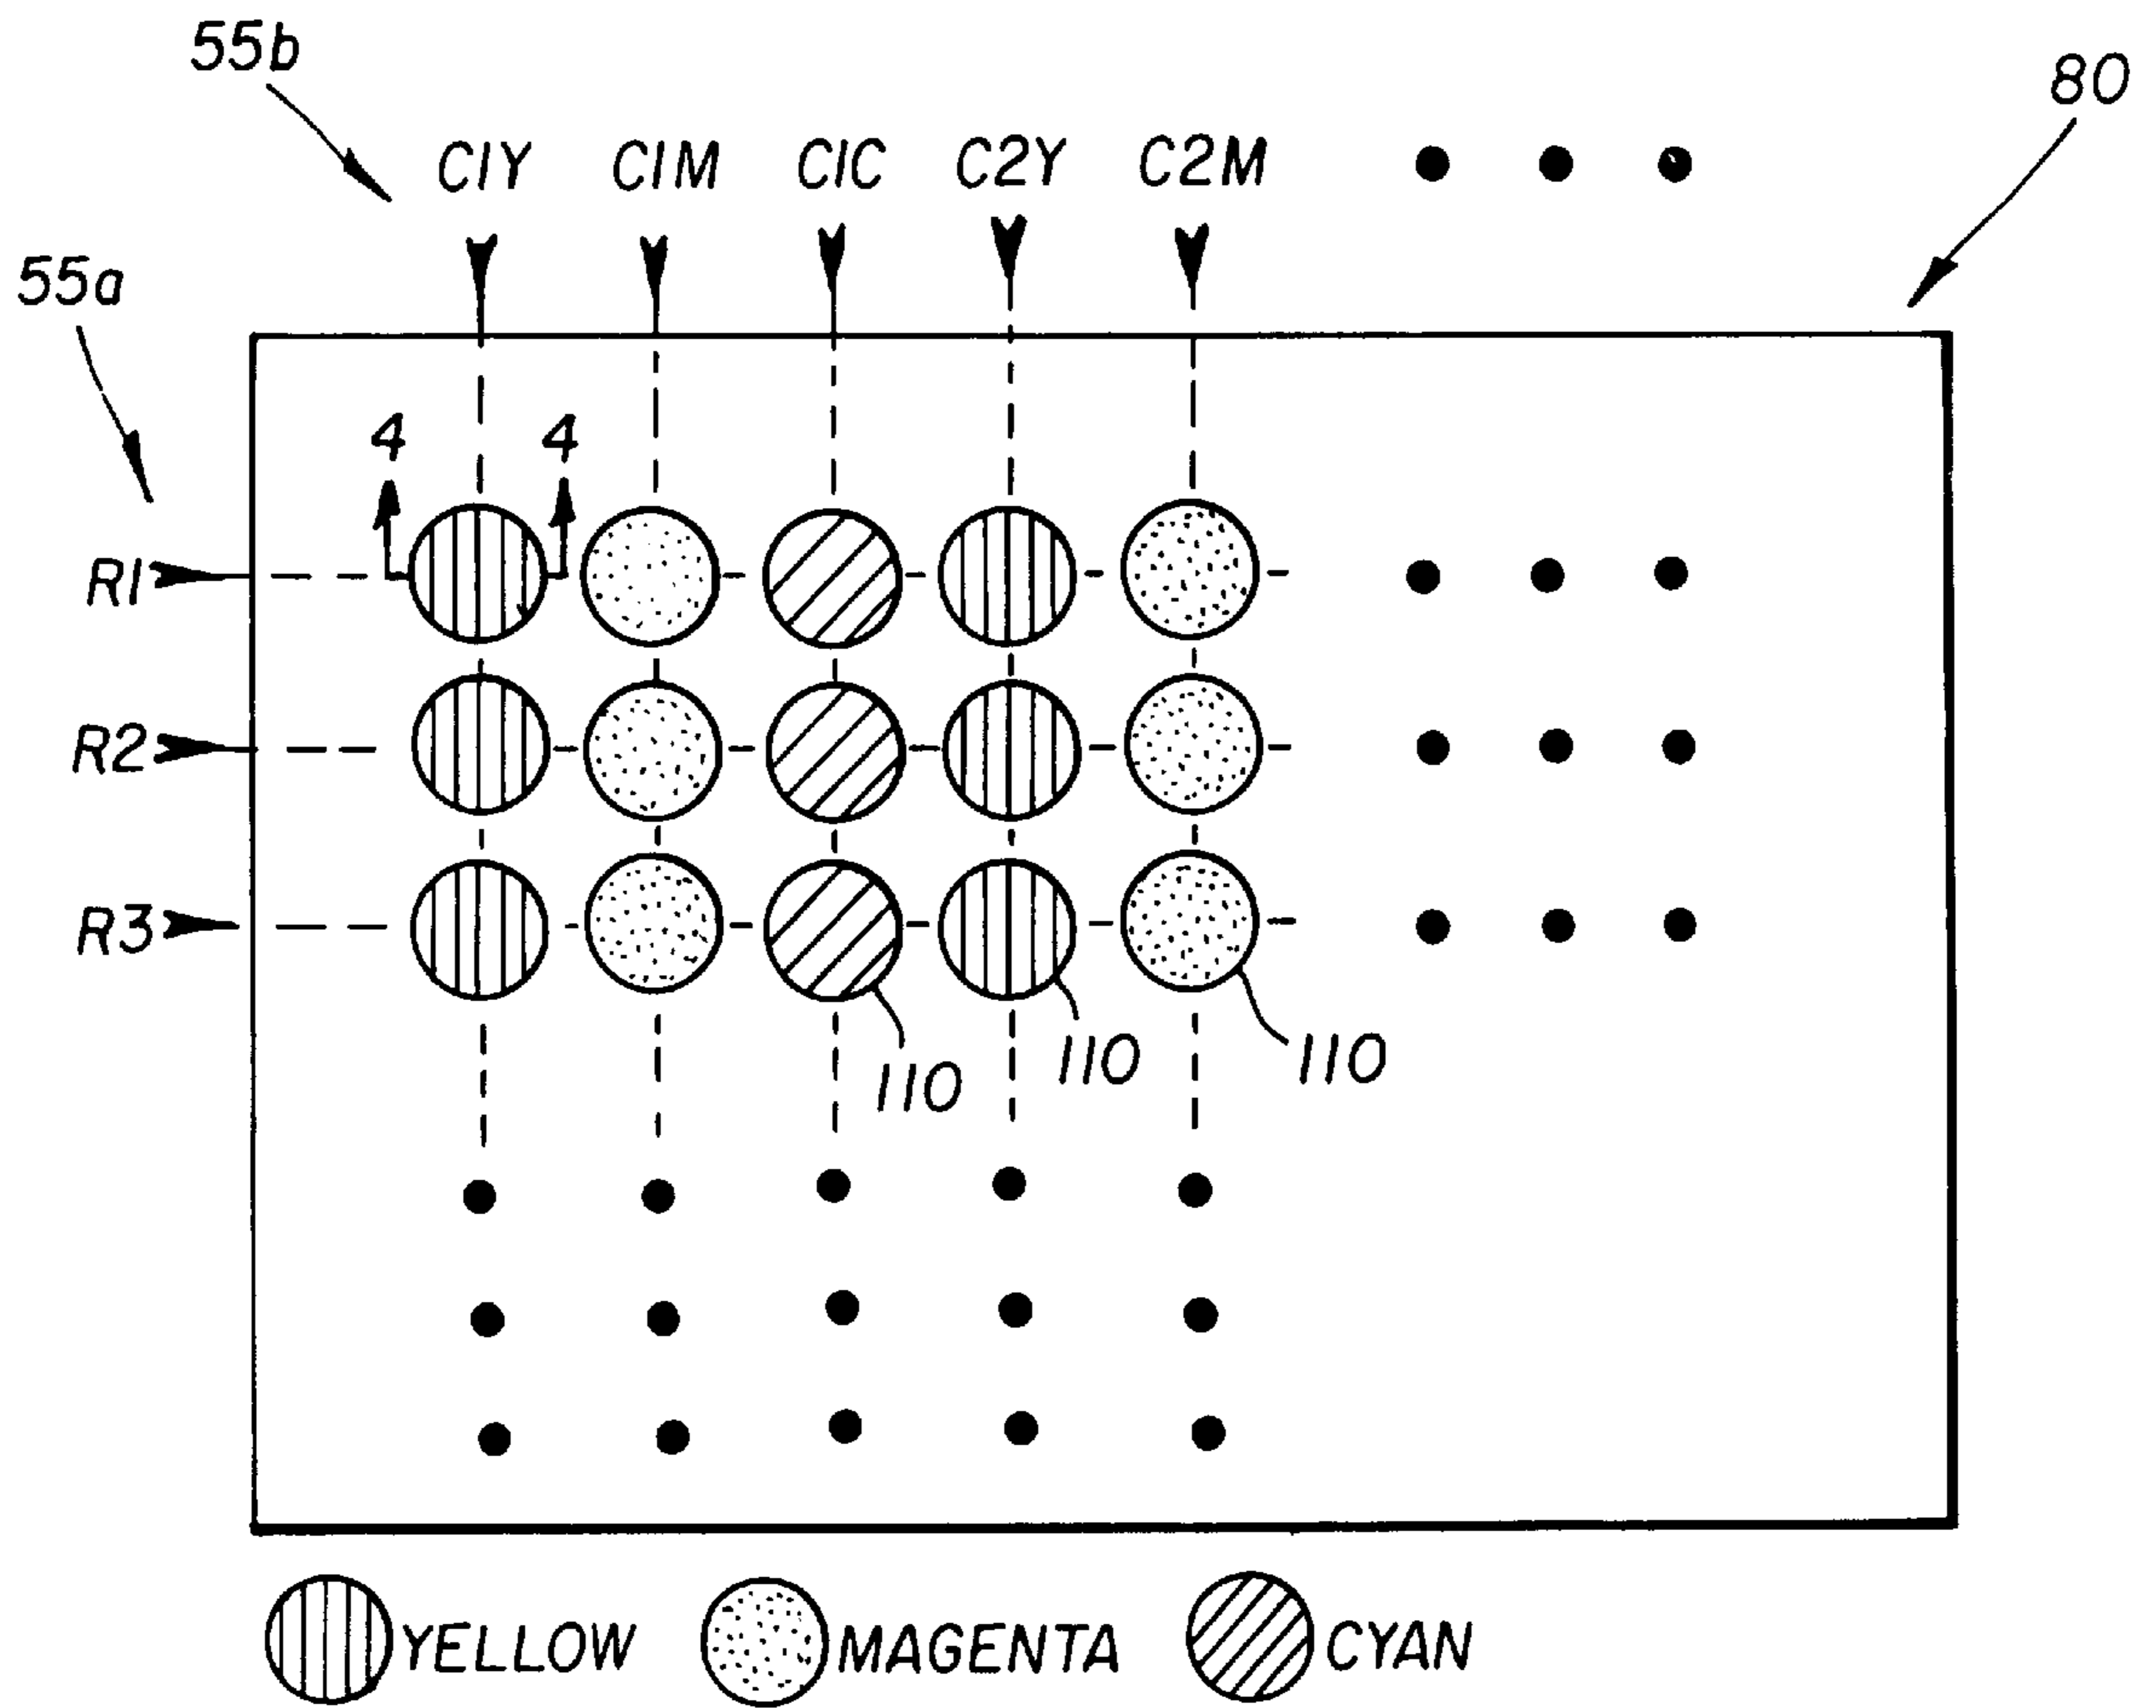 55b
80
C1Y C1M C1C C2Y C2M
55a
4 4
R1
R2
R3
110 110 110
YELLOW MAGENTA CYAN